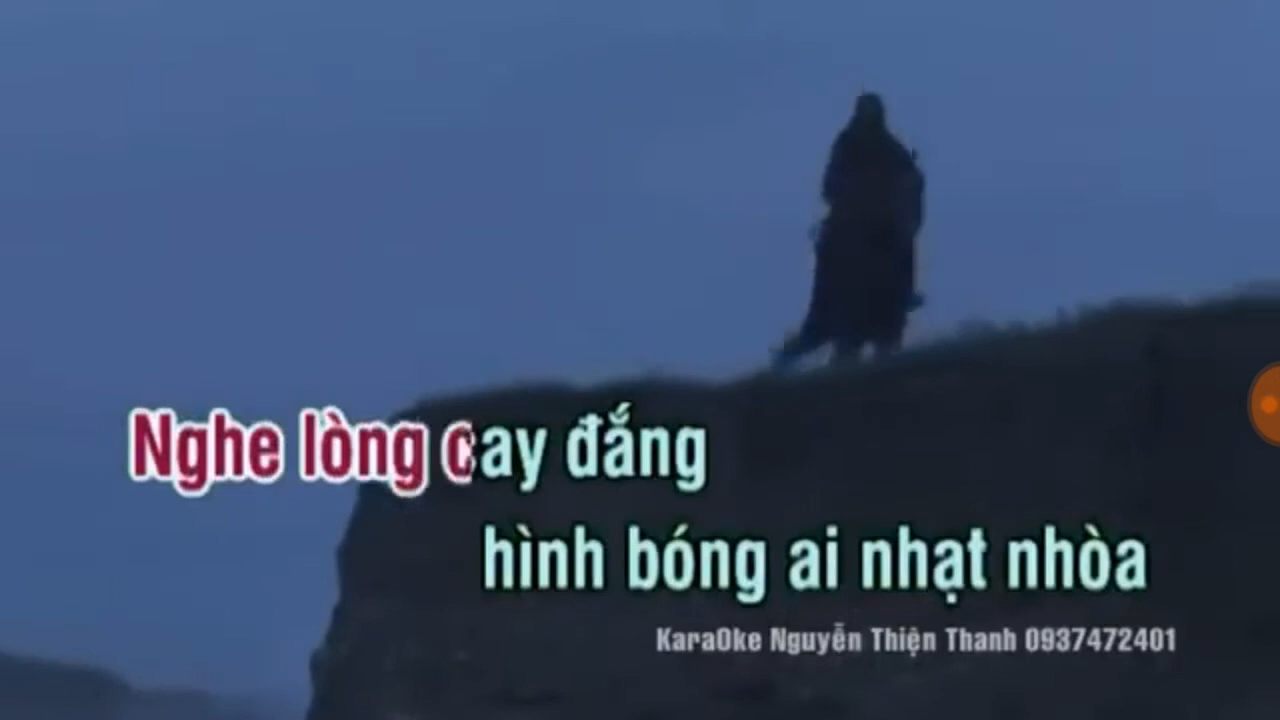 Nghe lòng cay đắng
hình bóng ai nhạt nhòa
KaraOke Nguyễn Thiện Thanh 0937472401